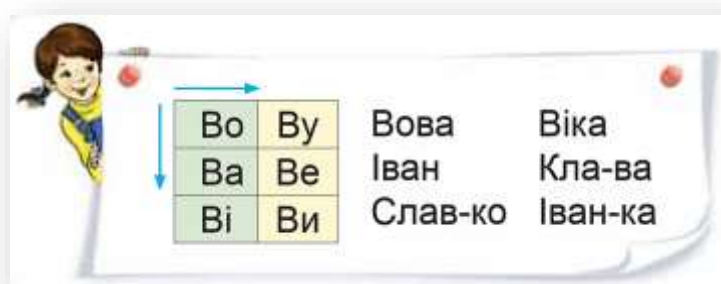 Во Ву Вова Віка
Ва Ве Іван Кла-ва
Ві Ви Слав-ко Іван-ка